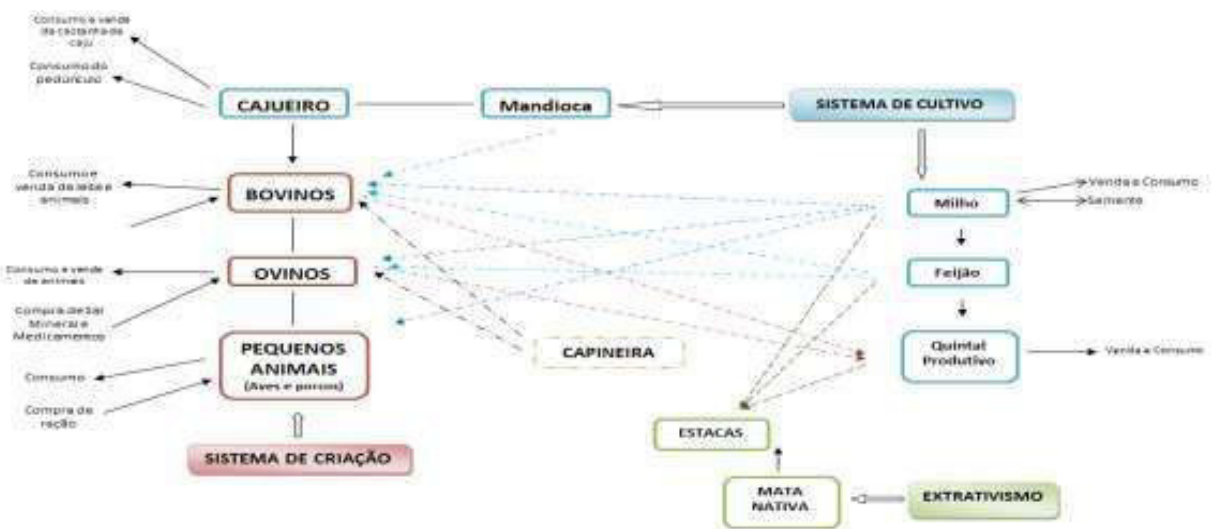 Consumo e venda
da castanha de
caju
Consumo do
pedúnculo
CAJUEIRO
Mandioca
SISTEMA DE CULTIVO
Consumo e
venda de leite e
animais
BOVINOS
Milho
Venda e Consumo
Semente
Consumo e venda
de animais
OVINOS
Feijão
Compra de Sal
Mineral e
Medicamentos
PEQUENOS
ANIMAIS
(Aves e porcos)
CAPINEIRA
Quintal
Produtivo
Venda e Consumo
Consumo
Compra de
ração
ESTACAS
SISTEMA DE CRIAÇÃO
MATA
NATIVA
EXTRATIVISMO